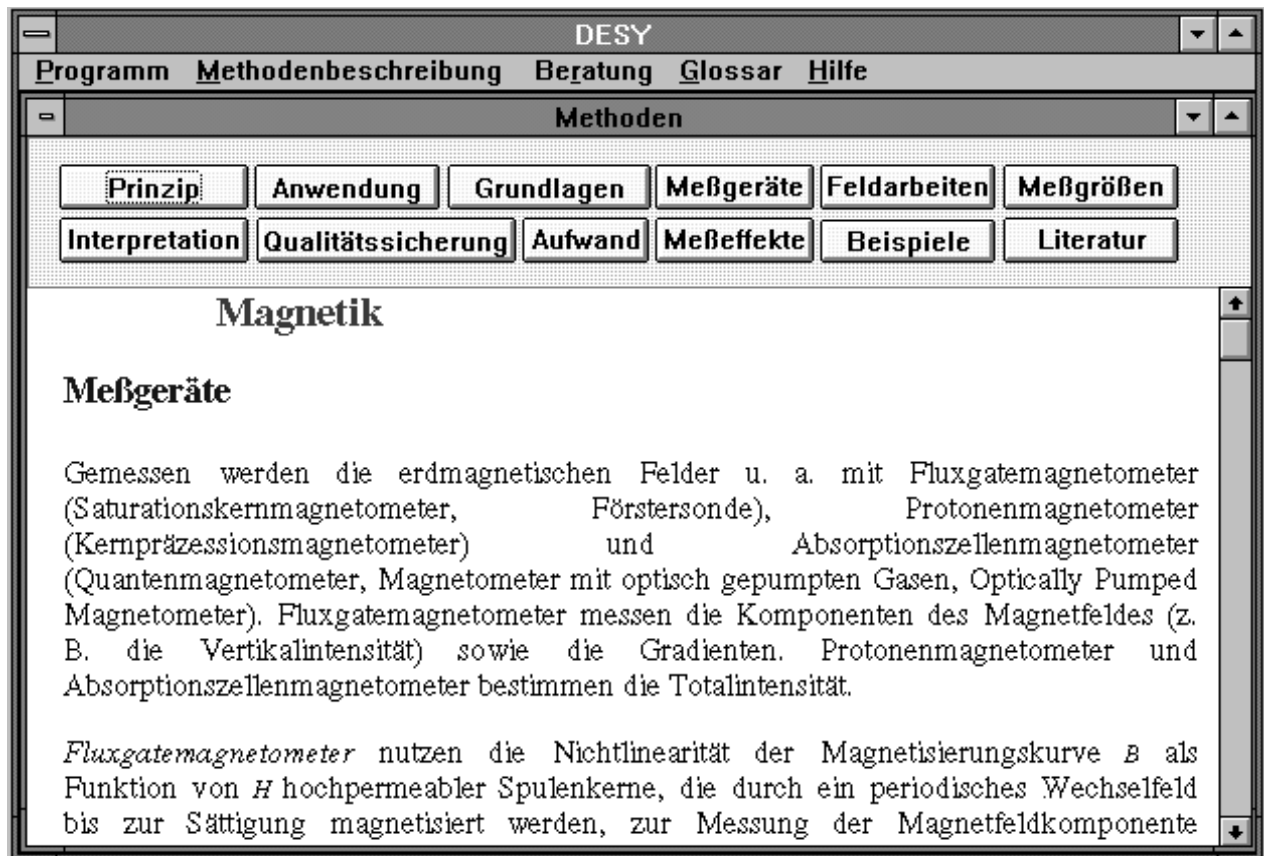 DESY
Programm Methodenbeschreibung Beratung Glossar Hilfe
Methoden
Prinzip Anwendung Grundlagen Meßgeräte Feldarbeiten Meßgrößen
Interpretation Qualitätssicherung Aufwand Meßeffekte Beispiele Literatur
Magnetik
Meßgeräte
Gemessen werden die erdmagnetischen Felder u. a. mit Fluxgatemagnetometer
(Saturationskernmagnetometer, Förstersonde), Protonenmagnetometer
(Kernpräzessionsmagnetometer) und Absorptionszellenmagnetometer
(Quantenmagnetometer, Magnetometer mit optisch gepumpten Gasen, Optically Pumped
Magnetometer). Fluxgatemagnetometer messen die Komponenten des Magnetfeldes (z.
B. die Vertikalintensität) sowie die Gradienten. Protonenmagnetometer und
Absorptionszellenmagnetometer bestimmen die Totalintensität.
Fluxgatemagnetometer nutzen die Nichtlinearität der Magnetisierungskurve B als
Funktion von H hochpermeabler Spulenkerne, die durch ein periodisches Wechselfeld
bis zur Sättigung magnetisiert werden, zur Messung der Magnetfeldkomponente